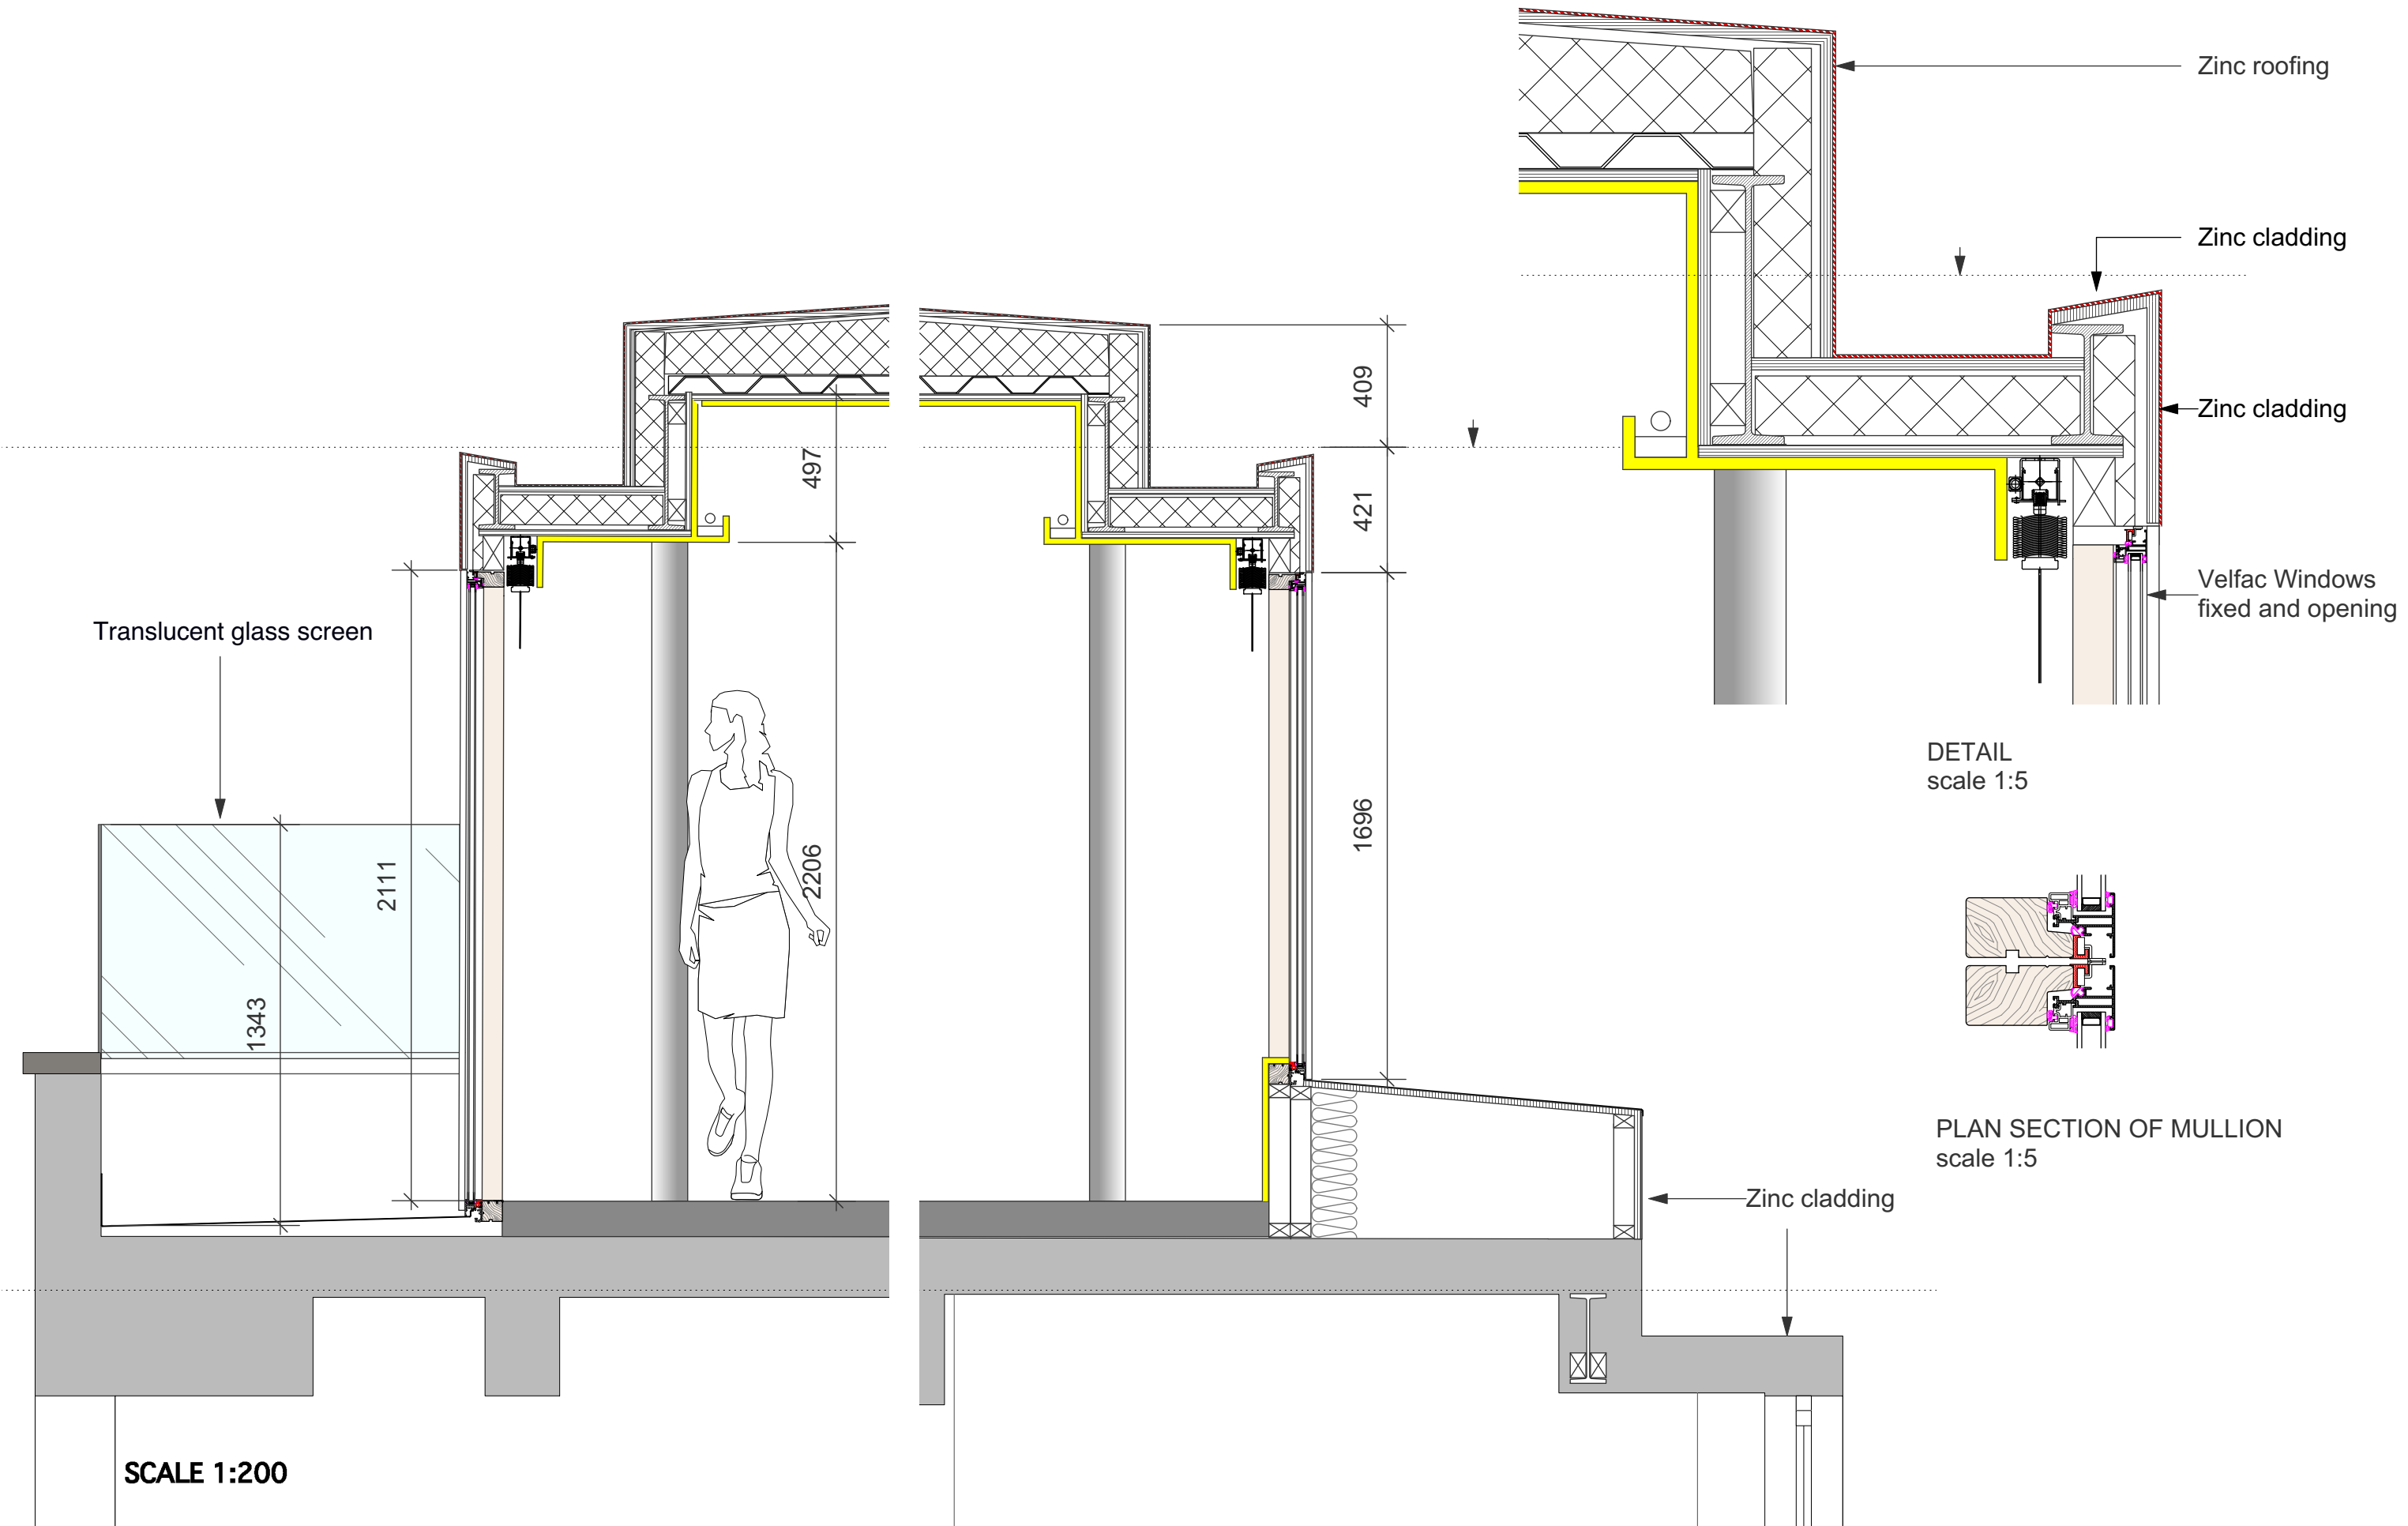 Zinc roofing
Zinc cladding
Zinc cladding
409
497
421
Velfac Windows
fixed and opening
Translucent glass screen
DETAIL
scale 1:5
1696
2111
2206
1343
PLAN SECTION OF MULLION
scale 1:5
Zinc cladding
SCALE 1:200